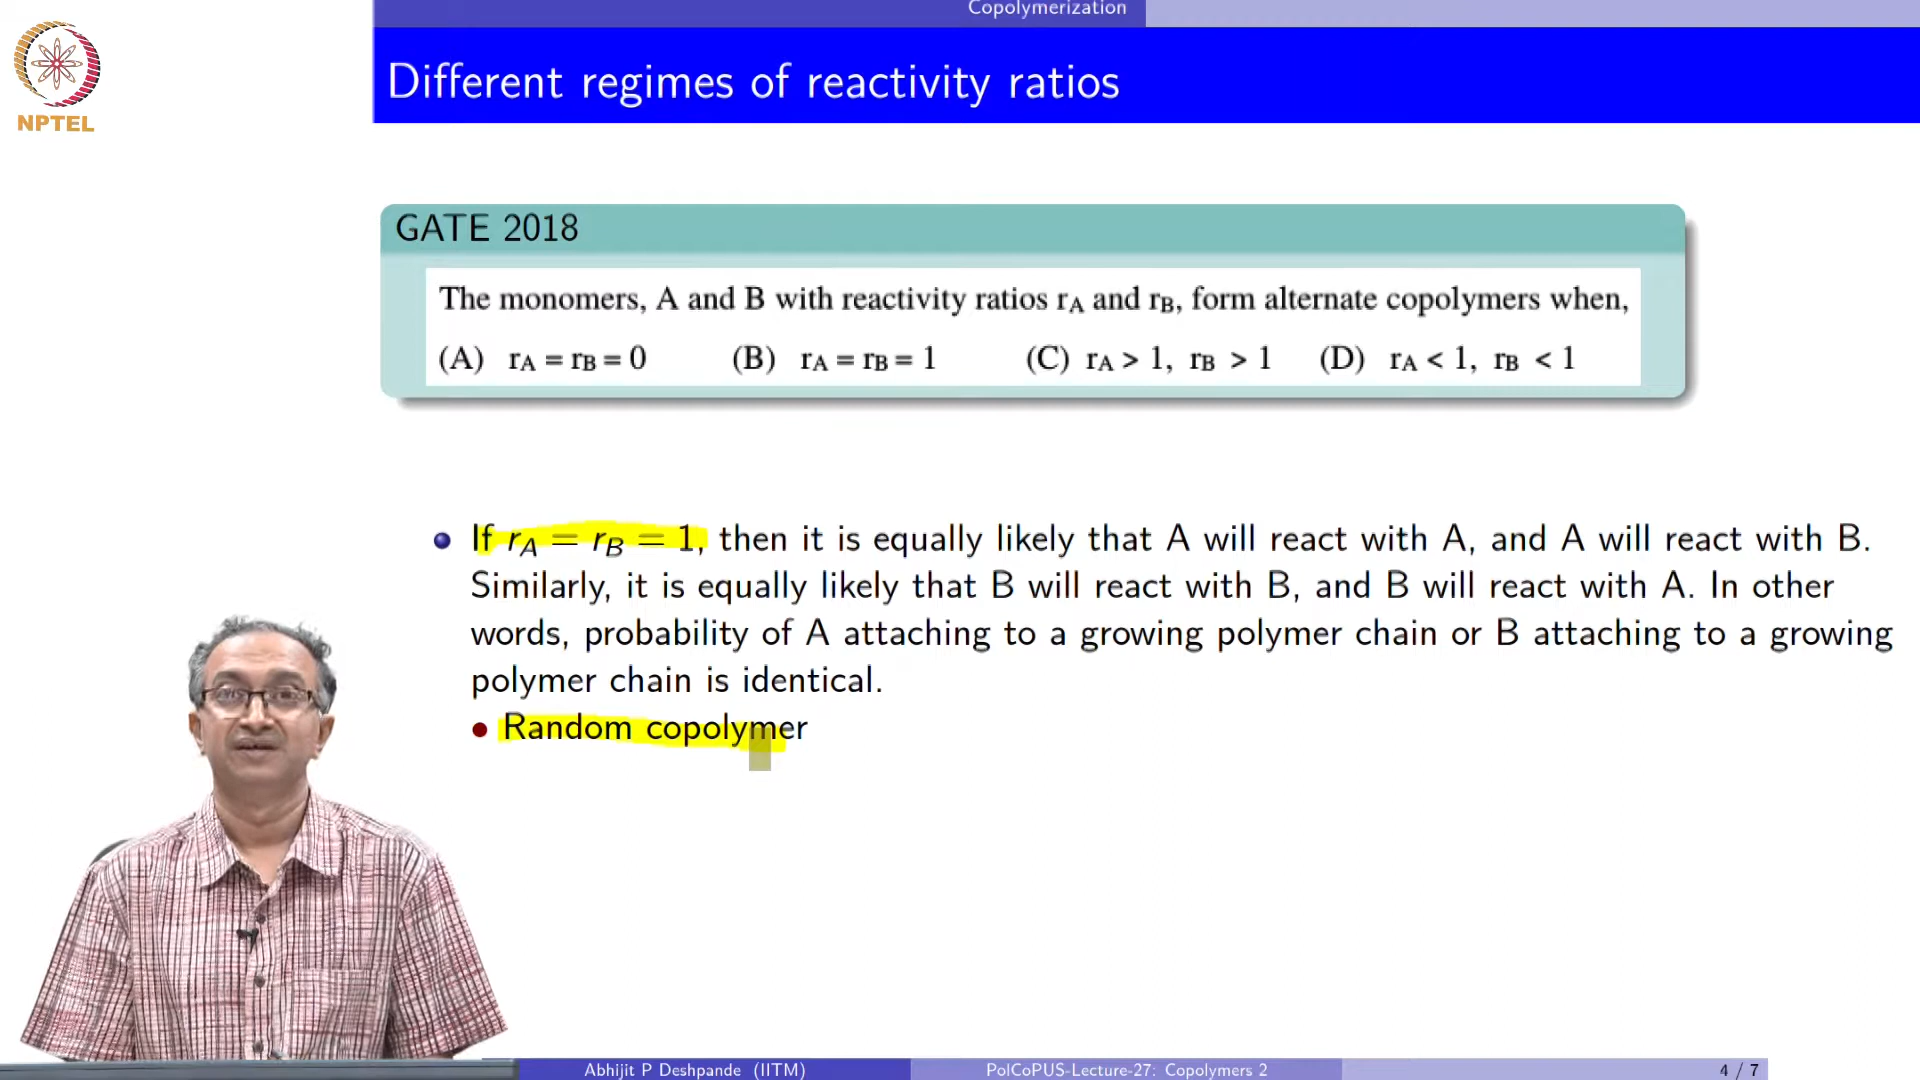 Copolymerization
NPTEL
Different regimes of reactivity ratios
GATE 2018
The monomers, A and B with reactivity ratios rA and rB, form alternate copolymers when,
(A) rA = rB = 0 (B) rA = rB = 1 (C) rA > 1, rB > 1 (D) rA < 1, rB < 1
If rA = rB = 1, then it is equally likely that A will react with A, and A will react with B.
Similarly, it is equally likely that B will react with B, and B will react with A. In other
words, probability of A attaching to a growing polymer chain or B attaching to a growing
polymer chain is identical.
Random copolymer
Abhijit P Deshpande (IITM) PolCoPUS-Lecture-27: Copolymers 2 4 / 7